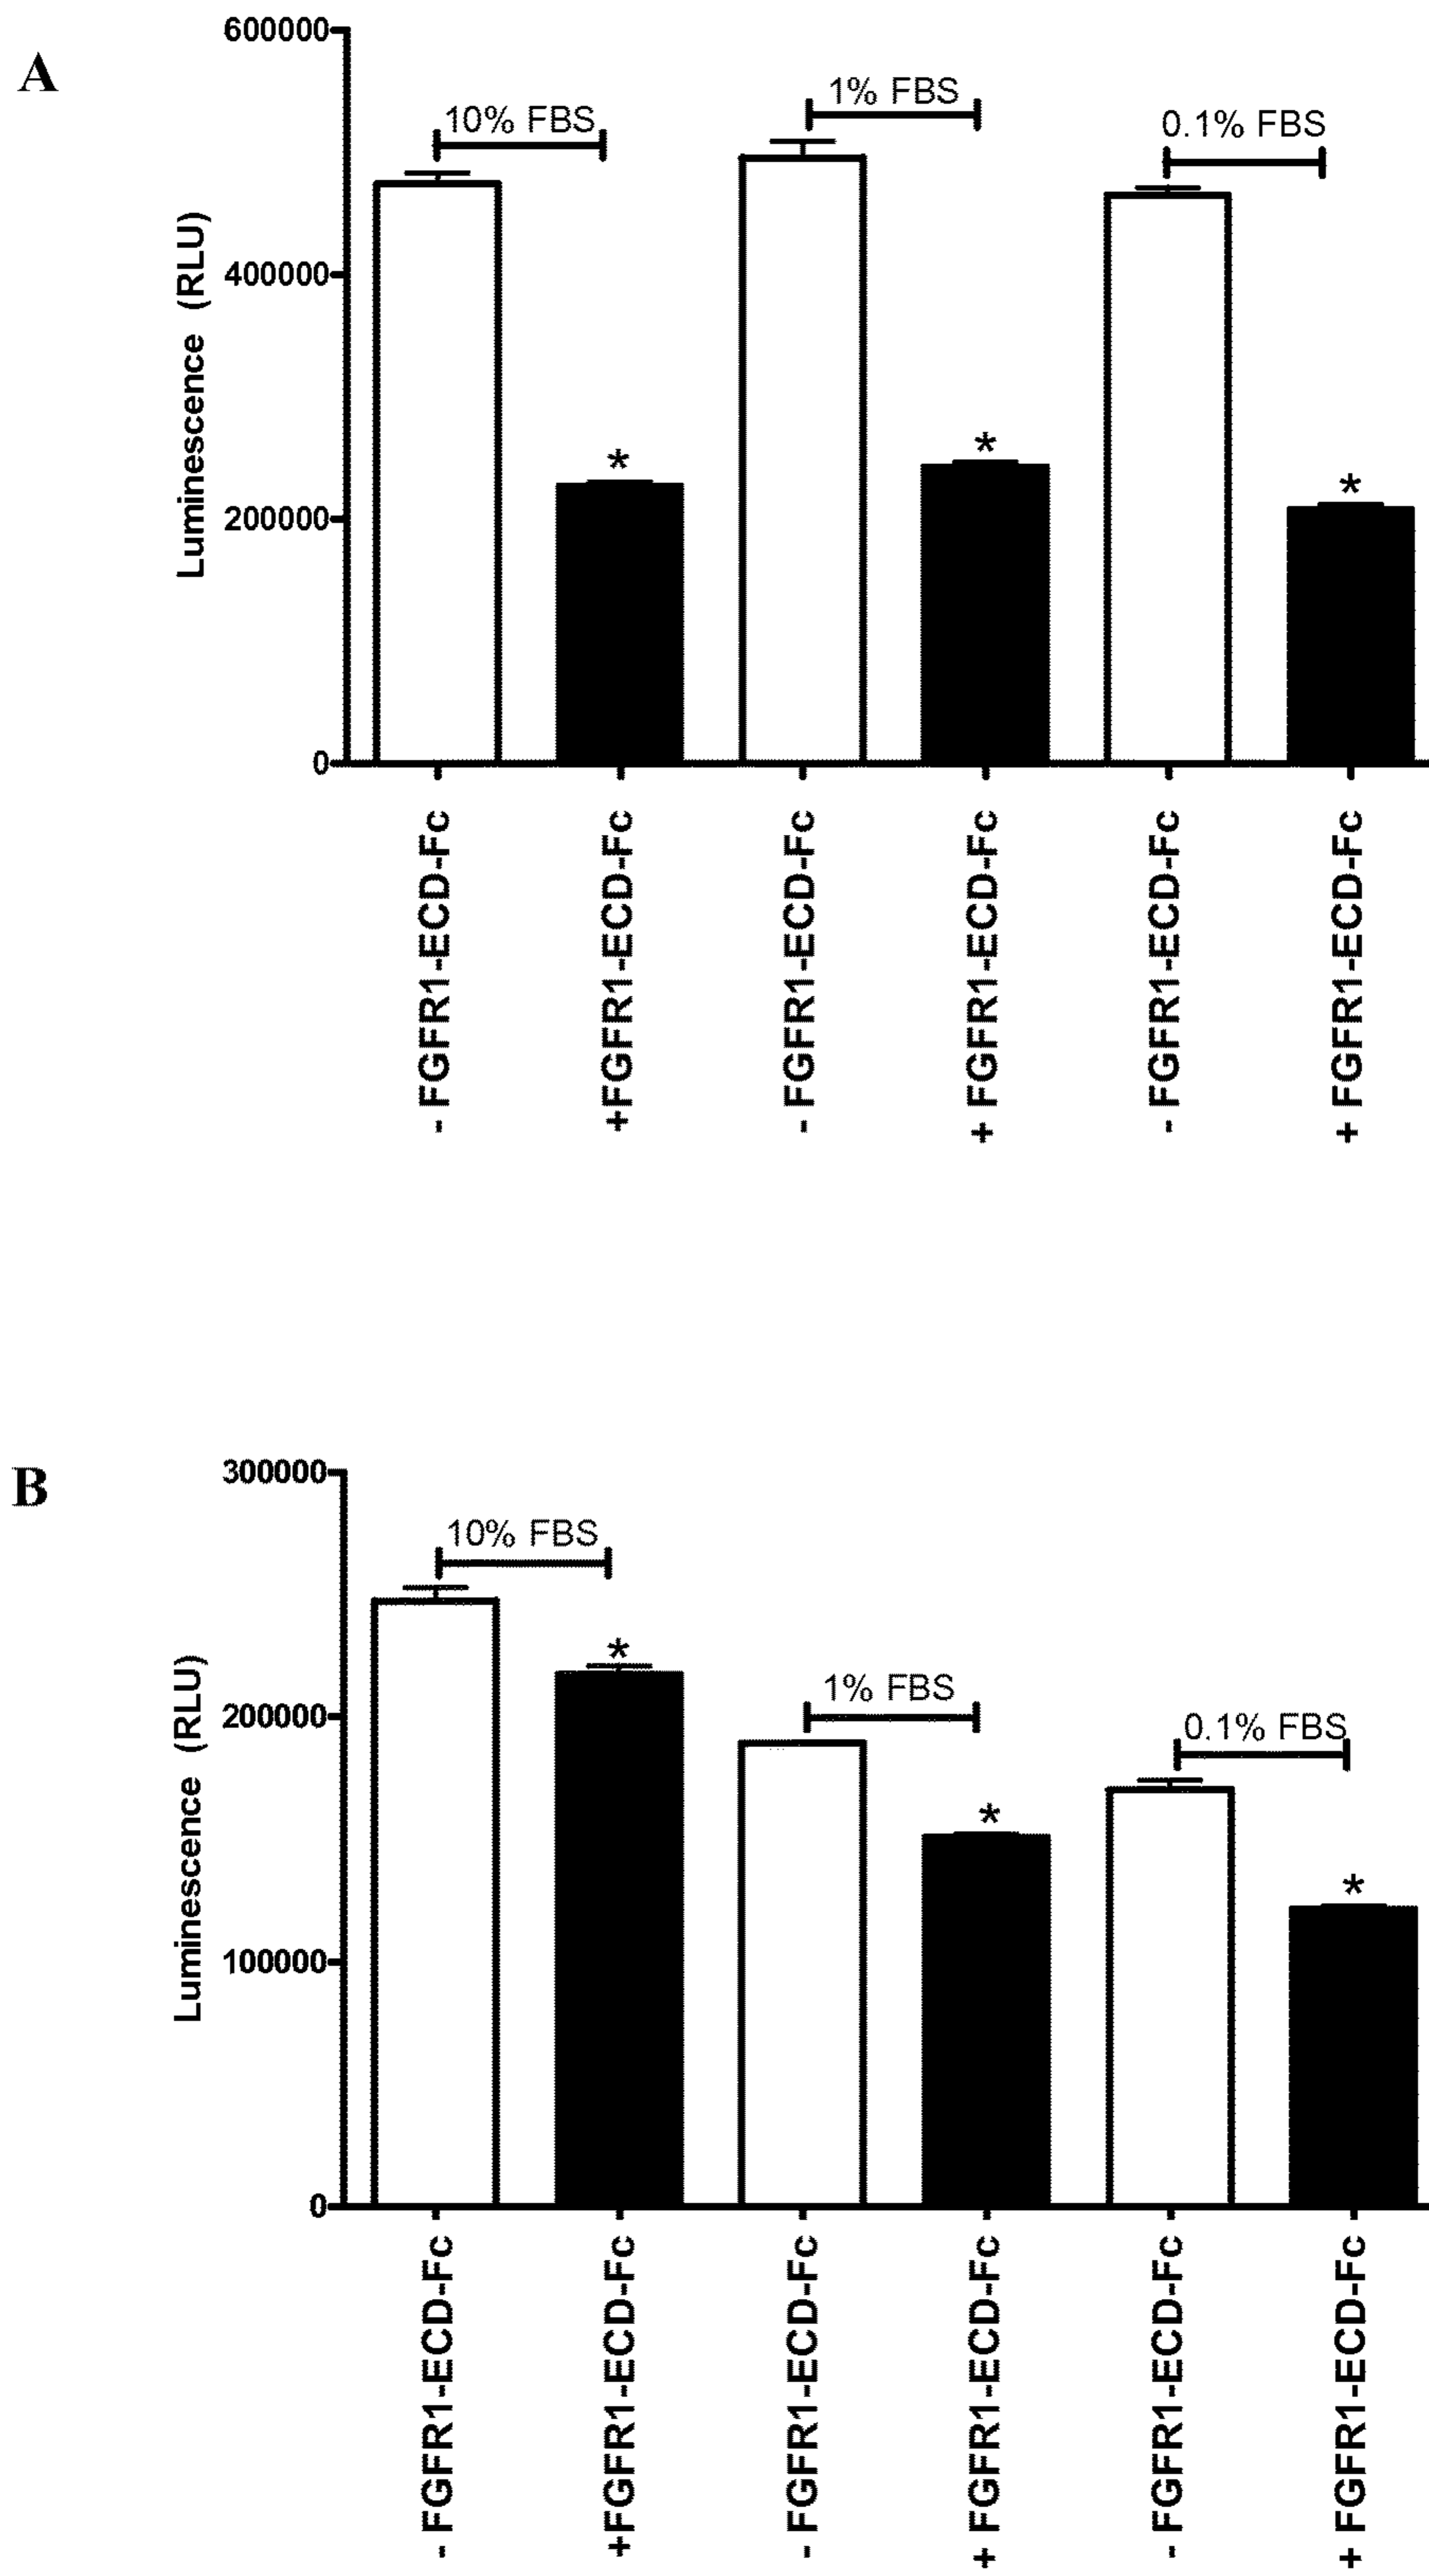 A
600000
400000
200000
0
Luminescence (RLU)
10% FBS
1% FBS
0.1% FBS
*
*
*
- FGFR1-ECD-Fc
+FGFR1-ECD-Fc
- FGFR1-ECD-Fc
+ FGFR1-ECD-Fc
- FGFR1-ECD-Fc
+ FGFR1-ECD-Fc
B
300000
200000
100000
0
Luminescence (RLU)
10% FBS
1% FBS
0.1% FBS
*
*
*
- FGFR1-ECD-Fc
+FGFR1-ECD-Fc
- FGFR1-ECD-Fc
+ FGFR1-ECD-Fc
- FGFR1-ECD-Fc
+ FGFR1-ECD-Fc